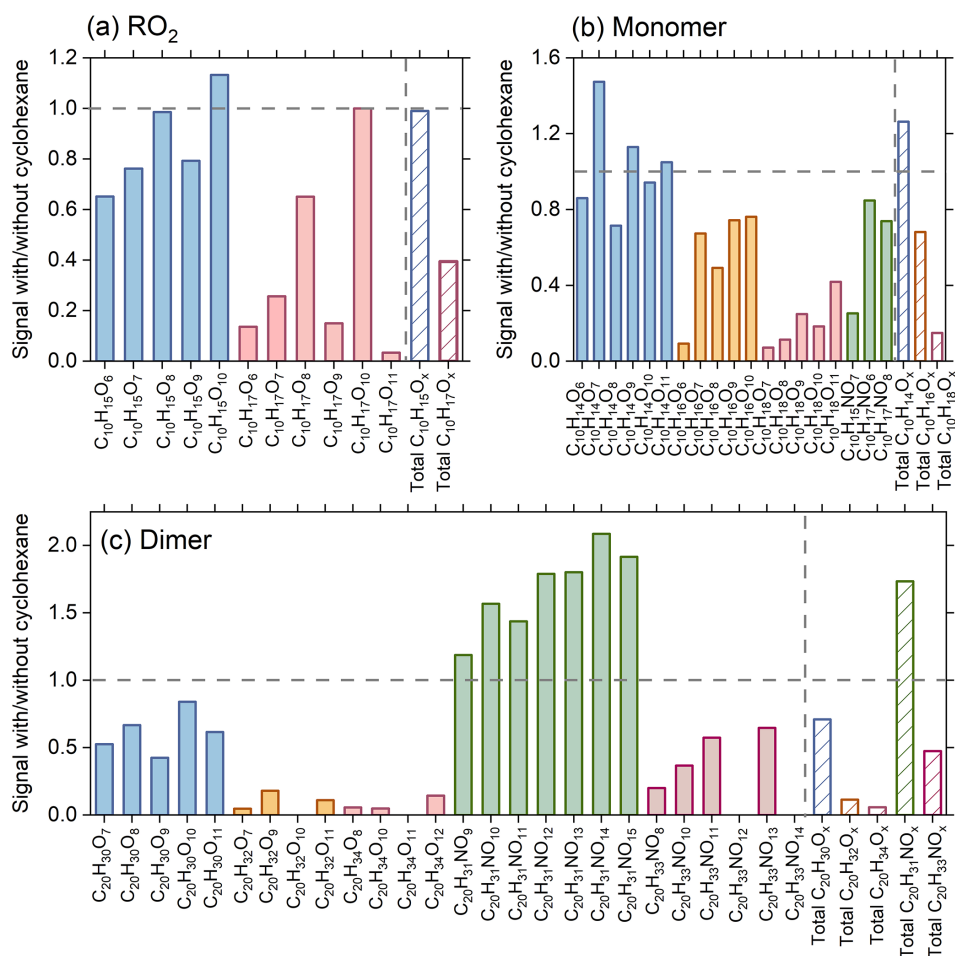 (a) RO₂
Signal with/without cyclohexane
1.2
1.0
0.8
0.6
0.4
0.2
0.0
C₁₀H₁₅O₆
C₁₀H₁₅O₇
C₁₀H₁₅O₈
C₁₀H₁₅O₉
C₁₀H₁₅O₁₀
C₁₀H₁₇O₆
C₁₀H₁₇O₇
C₁₀H₁₇O₈
C₁₀H₁₇O₉
C₁₀H₁₇O₁₀
C₁₀H₁₇O₁₁
Total C₁₀H₁₅Oₓ
Total C₁₀H₁₇Oₓ
(b) Monomer
Signal with/without cyclohexane
1.6
1.2
0.8
0.4
0.0
C₁₀H₁₄O₆
C₁₀H₁₄O₇
C₁₀H₁₄O₈
C₁₀H₁₄O₉
C₁₀H₁₄O₁₀
C₁₀H₁₄O₁₁
C₁₀H₁₆O₆
C₁₀H₁₆O₇
C₁₀H₁₆O₈
C₁₀H₁₆O₉
C₁₀H₁₆O₁₀
C₁₀H₁₈O₇
C₁₀H₁₈O₈
C₁₀H₁₈O₉
C₁₀H₁₈O₁₀
C₁₀H₁₈O₁₁
C₁₀H₁₅NO₇
C₁₀H₁₇NO₆
C₁₀H₁₇NO₈
Total C₁₀H₁₄Oₓ
Total C₁₀H₁₆Oₓ
Total C₁₀H₁₈Oₓ
(c) Dimer
Signal with/without cyclohexane
2.0
1.5
1.0
0.5
0.0
C₂₀H₃₀O₇
C₂₀H₃₀O₈
C₂₀H₃₀O₉
C₂₀H₃₀O₁₀
C₂₀H₃₀O₁₁
C₂₀H₃₂O₇
C₂₀H₃₂O₉
C₂₀H₃₂O₁₀
C₂₀H₃₂O₁₁
C₂₀H₃₄O₈
C₂₀H₃₄O₁₀
C₂₀H₃₄O₁₁
C₂₀H₃₄O₁₂
C₂₀H₃₁NO₉
C₂₀H₃₁NO₁₀
C₂₀H₃₁NO₁₁
C₂₀H₃₁NO₁₂
C₂₀H₃₁NO₁₃
C₂₀H₃₁NO₁₄
C₂₀H₃₁NO₁₅
C₂₀H₃₃NO₈
C₂₀H₃₃NO₁₀
C₂₀H₃₃NO₁₁
C₂₀H₃₃NO₁₂
C₂₀H₃₃NO₁₃
C₂₀H₃₃NO₁₄
Total C₂₀H₃₀Oₓ
Total C₂₀H₃₂Oₓ
Total C₂₀H₃₄Oₓ
Total C₂₀H₃₁NOₓ
Total C₂₀H₃₃NOₓ